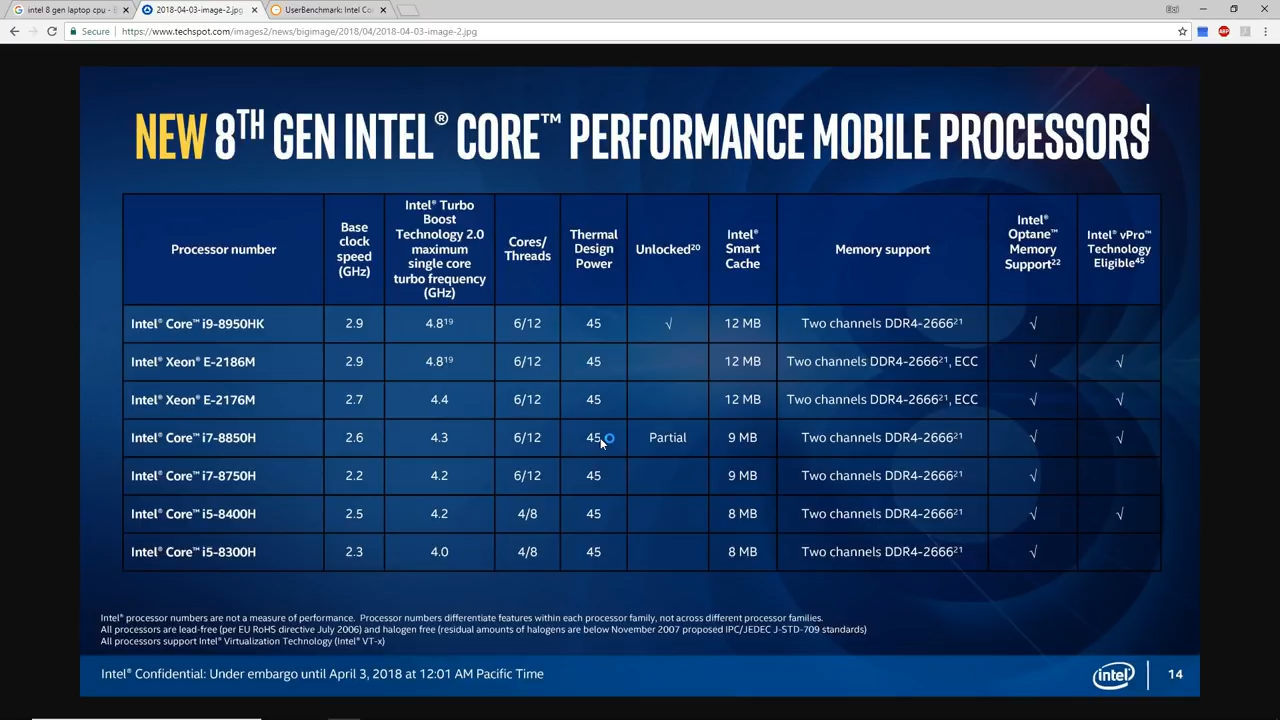 intel 8 gen laptop cpu -
2018-04-03-image-2.jpg
UserBenchmark: Intel Co
Secure
https://www.techspot.com/images2/news/bigimage/2018/04/2018-04-03-image-2.jpg
ABP
NEW 8TH GEN INTEL® CORE™ PERFORMANCE MOBILE PROCESSORS
Processor number
Base
clock
speed
(GHz)
Intel® Turbo
Boost
Technology 2.0
maximum
single core
turbo frequency
(GHz)
Cores/
Threads
Thermal
Design
Power
Unlocked²⁰
Intel®
Smart
Cache
Memory support
Intel®
Optane™
Memory
Support²²
Intel® vPro™
Technology
Eligible⁴⁵
Intel® Core™ i9-8950HK 2.9 4.8¹⁹ 6/12 45 √ 12 MB Two channels DDR4-2666²¹ √
Intel® Xeon® E-2186M 2.9 4.8¹⁹ 6/12 45 12 MB Two channels DDR4-2666²¹, ECC √ √
Intel® Xeon® E-2176M 2.7 4.4 6/12 45 12 MB Two channels DDR4-2666²¹, ECC √ √
Intel® Core™ i7-8850H 2.6 4.3 6/12 45 Partial 9 MB Two channels DDR4-2666²¹ √ √
Intel® Core™ i7-8750H 2.2 4.2 6/12 45 9 MB Two channels DDR4-2666²¹ √
Intel® Core™ i5-8400H 2.5 4.2 4/8 45 8 MB Two channels DDR4-2666²¹ √ √
Intel® Core™ i5-8300H 2.3 4.0 4/8 45 8 MB Two channels DDR4-2666²¹ √
Intel® processor numbers are not a measure of performance. Processor numbers differentiate features within each processor family, not across different processor families.
All processors are lead-free (per EU RoHS directive July 2006) and halogen free (residual amounts of halogens are below November 2007 proposed IPC/JEDEC J-STD-709 standards)
All processors support Intel® Virtualization Technology (Intel® VT-x)
Intel® Confidential: Under embargo until April 3, 2018 at 12:01 AM Pacific Time
intel
14